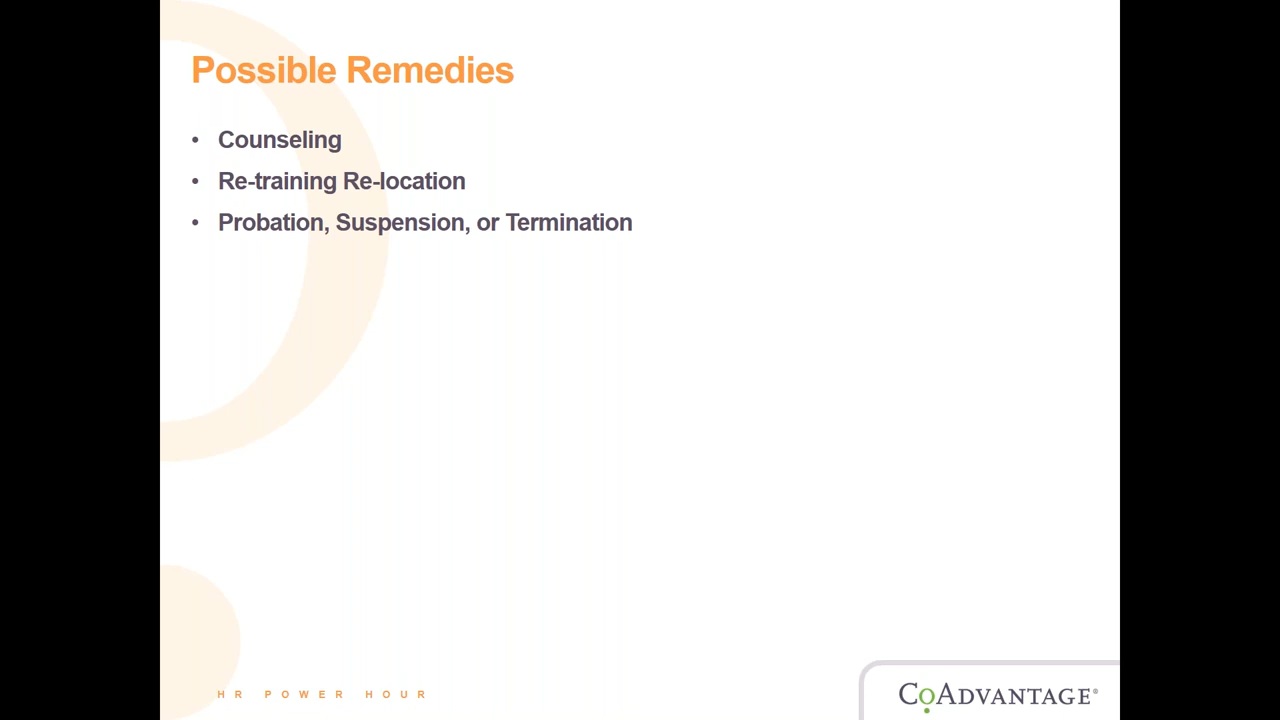 Possible Remedies
• Counseling
• Re-training Re-location
• Probation, Suspension, or Termination
HR POWER HOUR
CoAdvantage®